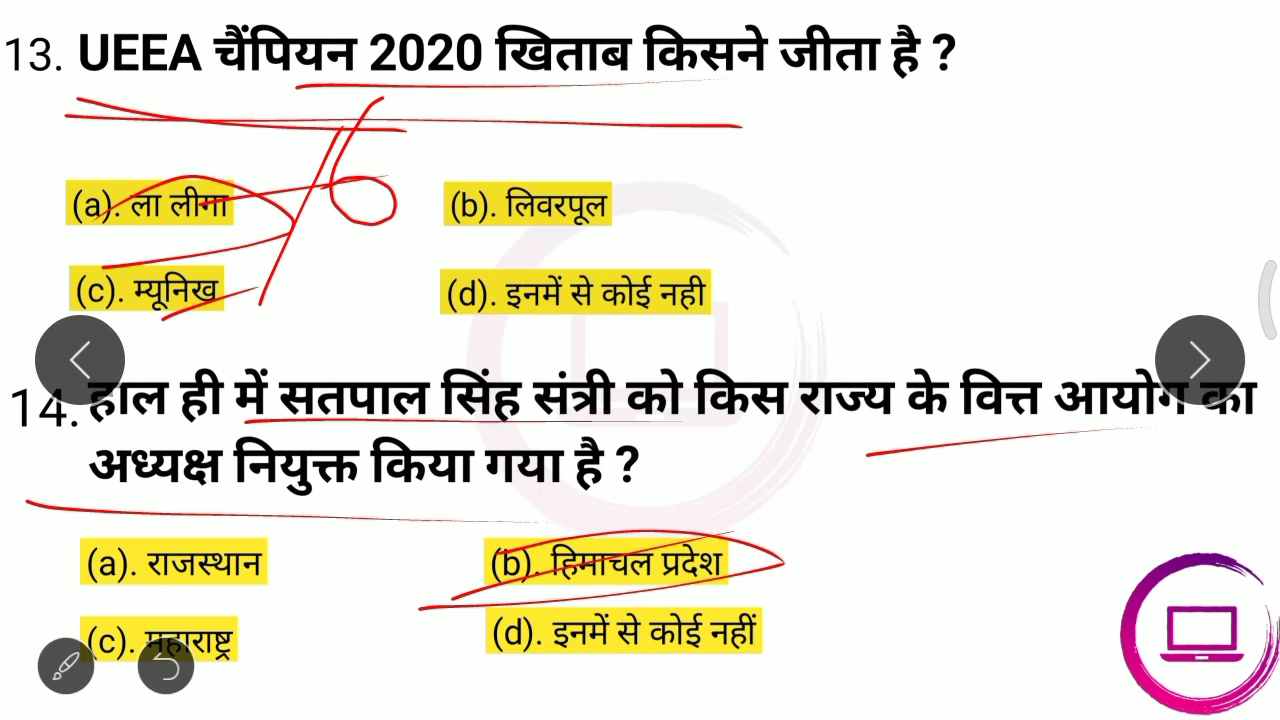 13. UEEA चैंपियन 2020 खिताब किसने जीता है ?
16
(a). ला लीगा
(b). लिवरपूल
(c). म्यूनिख
(d). इनमें से कोई नही
14. हाल ही में सतपाल सिंह संत्री को किस राज्य के वित्त आयोग का
अध्यक्ष नियुक्त किया गया है ?
(a). राजस्थान
(b). हिमाचल प्रदेश
(c). महाराष्ट्र
(d). इनमें से कोई नहीं